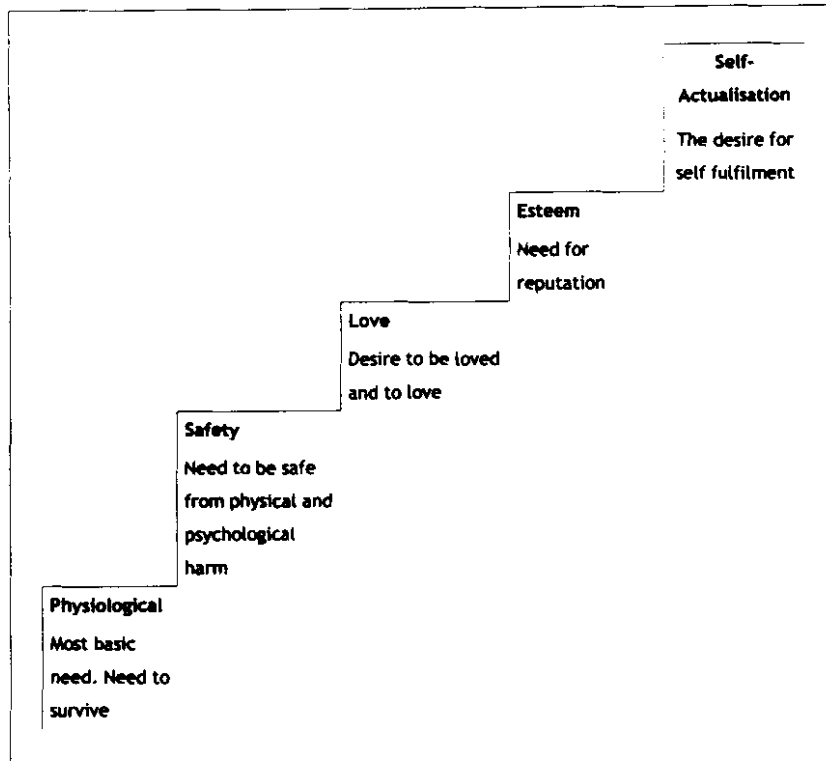 Self-
Actualisation
The desire for
self fulfilment
Esteem
Need for
reputation
Love
Desire to be loved
and to love
Safety
Need to be safe
from physical and
psychological
harm
Physiological
Most basic
need. Need to
survive